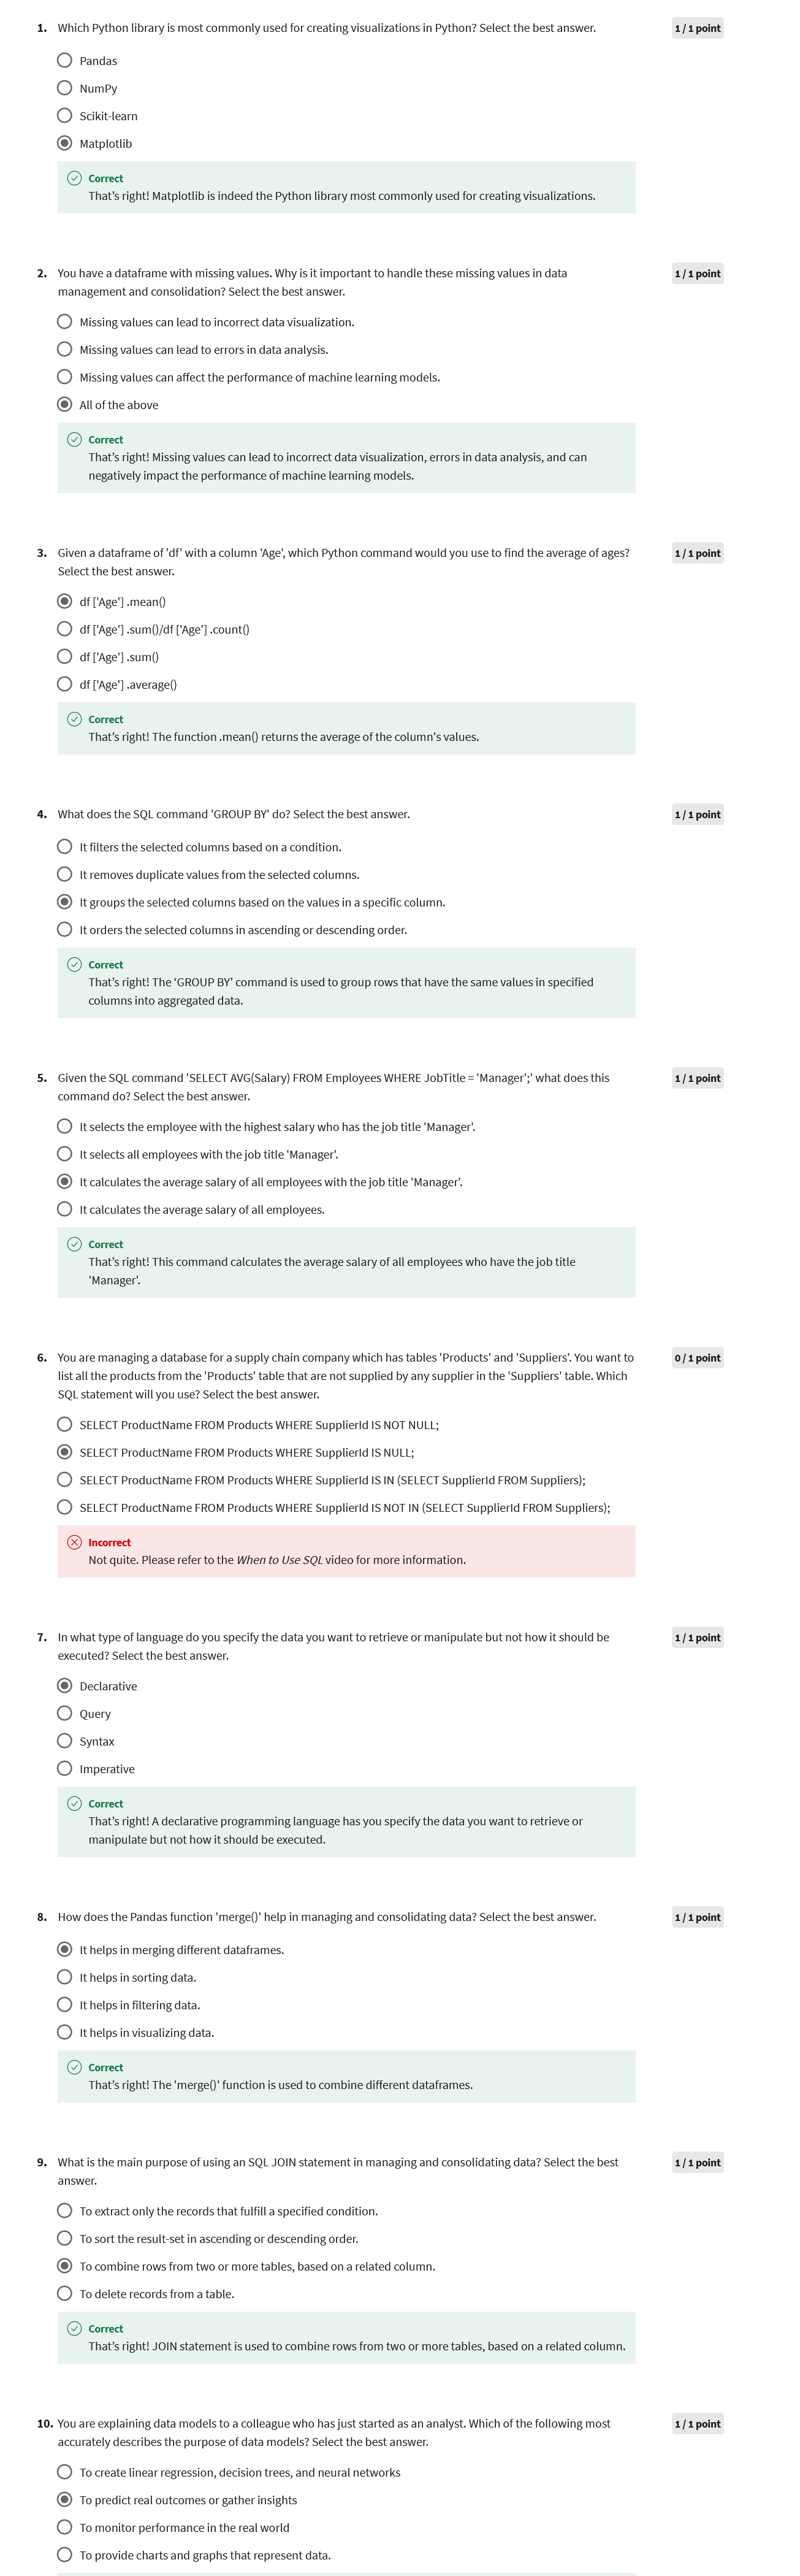 1. Which Python library is most commonly used for creating visualizations in Python? Select the best answer.
1 / 1 point
Pandas
NumPy
Scikit-learn
Matplotlib
Correct
That’s right! Matplotlib is indeed the Python library most commonly used for creating visualizations.
2. You have a dataframe with missing values. Why is it important to handle these missing values in data
management and consolidation? Select the best answer.
1 / 1 point
Missing values can lead to incorrect data visualization.
Missing values can lead to errors in data analysis.
Missing values can affect the performance of machine learning models.
All of the above
Correct
That’s right! Missing values can lead to incorrect data visualization, errors in data analysis, and can
negatively impact the performance of machine learning models.
3. Given a dataframe of 'df' with a column 'Age', which Python command would you use to find the average of ages?
Select the best answer.
1 / 1 point
df ['Age'] .mean()
df ['Age'] .sum()/df ['Age'] .count()
df ['Age'] .sum()
df ['Age'] .average()
Correct
That’s right! The function .mean() returns the average of the column's values.
4. What does the SQL command 'GROUP BY' do? Select the best answer.
1 / 1 point
It filters the selected columns based on a condition.
It removes duplicate values from the selected columns.
It groups the selected columns based on the values in a specific column.
It orders the selected columns in ascending or descending order.
Correct
That’s right! The ‘GROUP BY’ command is used to group rows that have the same values in specified
columns into aggregated data.
5. Given the SQL command 'SELECT AVG(Salary) FROM Employees WHERE JobTitle = 'Manager';' what does this
command do? Select the best answer.
1 / 1 point
It selects the employee with the highest salary who has the job title 'Manager'.
It selects all employees with the job title 'Manager'.
It calculates the average salary of all employees with the job title 'Manager'.
It calculates the average salary of all employees.
Correct
That’s right! This command calculates the average salary of all employees who have the job title
'Manager'.
6. You are managing a database for a supply chain company which has tables 'Products' and 'Suppliers'. You want to
list all the products from the 'Products' table that are not supplied by any supplier in the 'Suppliers' table. Which
SQL statement will you use? Select the best answer.
0 / 1 point
SELECT ProductName FROM Products WHERE SupplierId IS NOT NULL;
SELECT ProductName FROM Products WHERE SupplierId IS NULL;
SELECT ProductName FROM Products WHERE SupplierId IS IN (SELECT SupplierId FROM Suppliers);
SELECT ProductName FROM Products WHERE SupplierId IS NOT IN (SELECT SupplierId FROM Suppliers);
Incorrect
Not quite. Please refer to the When to Use SQL video for more information.
7. In what type of language do you specify the data you want to retrieve or manipulate but not how it should be
executed? Select the best answer.
1 / 1 point
Declarative
Query
Syntax
Imperative
Correct
That’s right! A declarative programming language has you specify the data you want to retrieve or
manipulate but not how it should be executed.
8. How does the Pandas function 'merge()' help in managing and consolidating data? Select the best answer.
1 / 1 point
It helps in merging different dataframes.
It helps in sorting data.
It helps in filtering data.
It helps in visualizing data.
Correct
That’s right! The 'merge()' function is used to combine different dataframes.
9. What is the main purpose of using an SQL JOIN statement in managing and consolidating data? Select the best
answer.
1 / 1 point
To extract only the records that fulfill a specified condition.
To sort the result-set in ascending or descending order.
To combine rows from two or more tables, based on a related column.
To delete records from a table.
Correct
That’s right! JOIN statement is used to combine rows from two or more tables, based on a related column.
10. You are explaining data models to a colleague who has just started as an analyst. Which of the following most
accurately describes the purpose of data models? Select the best answer.
1 / 1 point
To create linear regression, decision trees, and neural networks
To predict real outcomes or gather insights
To monitor performance in the real world
To provide charts and graphs that represent data.